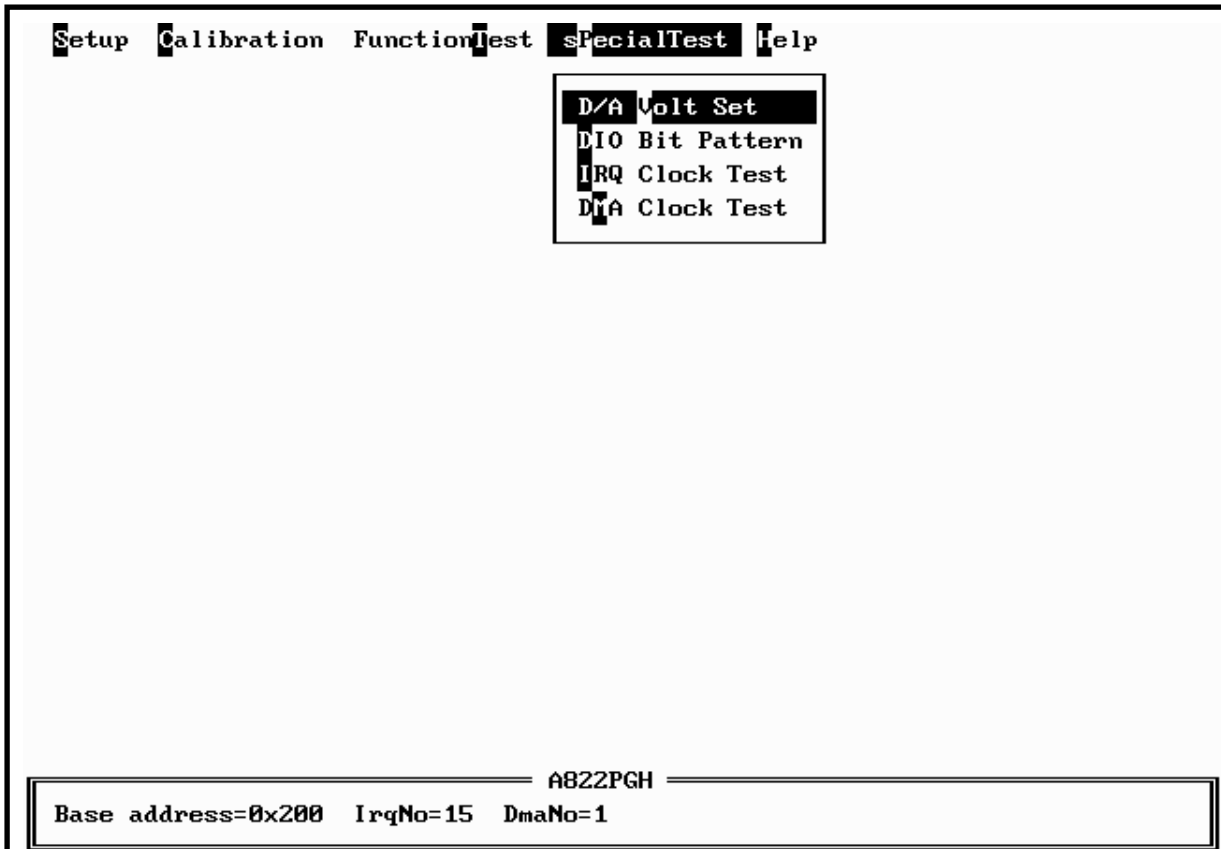 Setup Calibration FunctionTest sPecialTest Help
D/A Volt Set
DIO Bit Pattern
IRQ Clock Test
DMA Clock Test
A822PGH
Base address=0x200 IrqNo=15 DmaNo=1